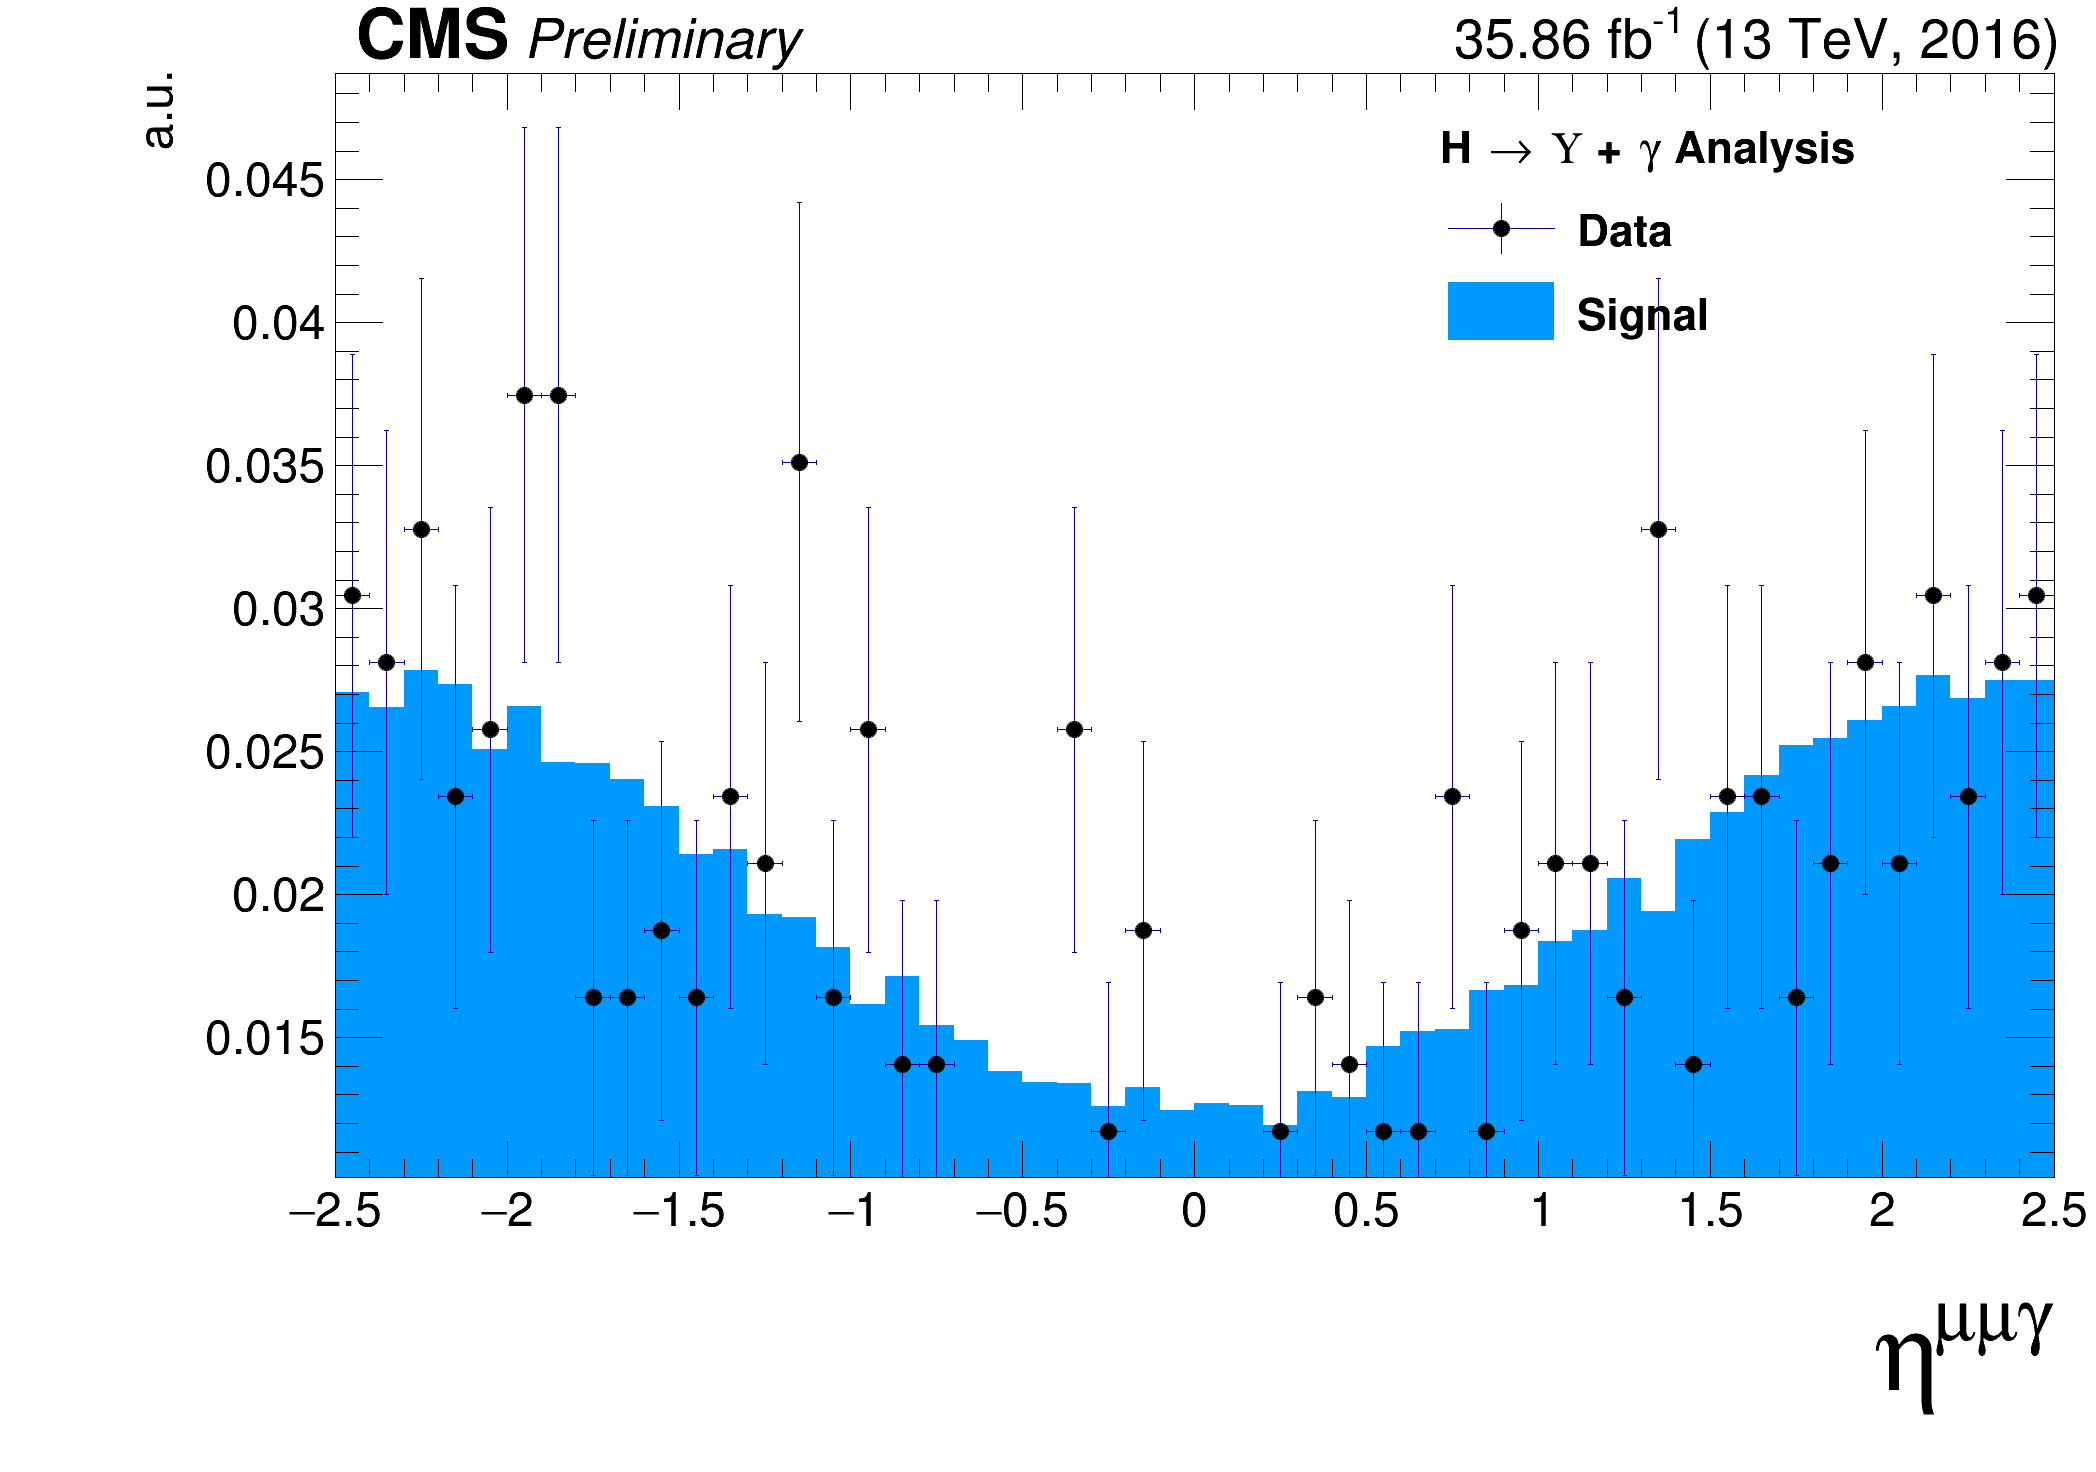 CMS Preliminary 35.86 fb⁻¹ (13 TeV, 2016)
a.u.
H → ϒ + γ Analysis
Data
Signal
0.045
0.04
0.035
0.03
0.025
0.02
0.015
−2.5 −2 −1.5 −1 −0.5 0 0.5 1 1.5 2 2.5
η^μμγ